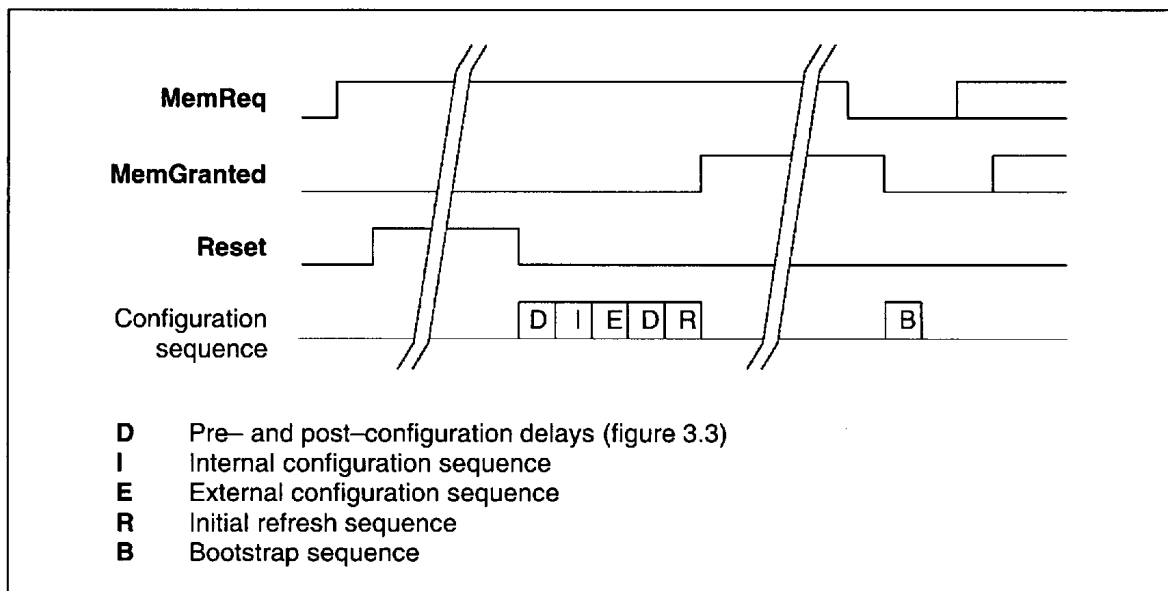 MemReq
MemGranted
Reset
Configuration
sequence
D I E D R B
D Pre– and post–configuration delays (figure 3.3)
I Internal configuration sequence
E External configuration sequence
R Initial refresh sequence
B Bootstrap sequence